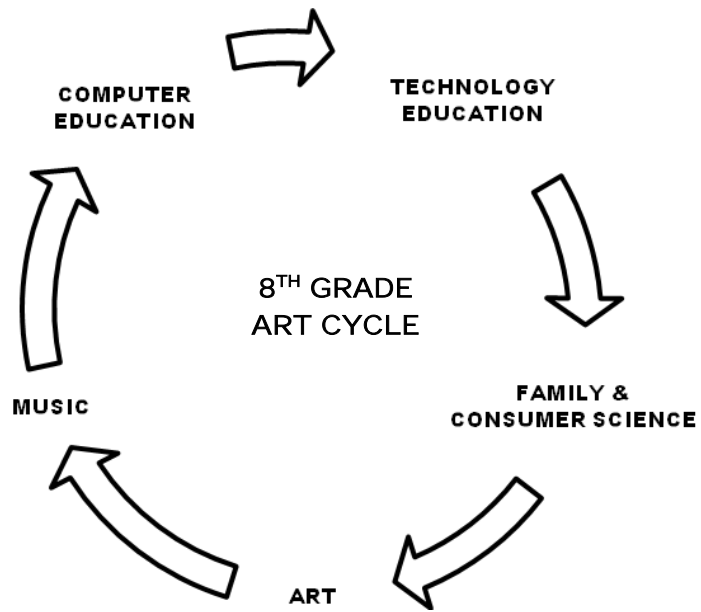 COMPUTER
EDUCATION
TECHNOLOGY
EDUCATION
8TH GRADE
ART CYCLE
FAMILY &
CONSUMER SCIENCE
MUSIC
ART